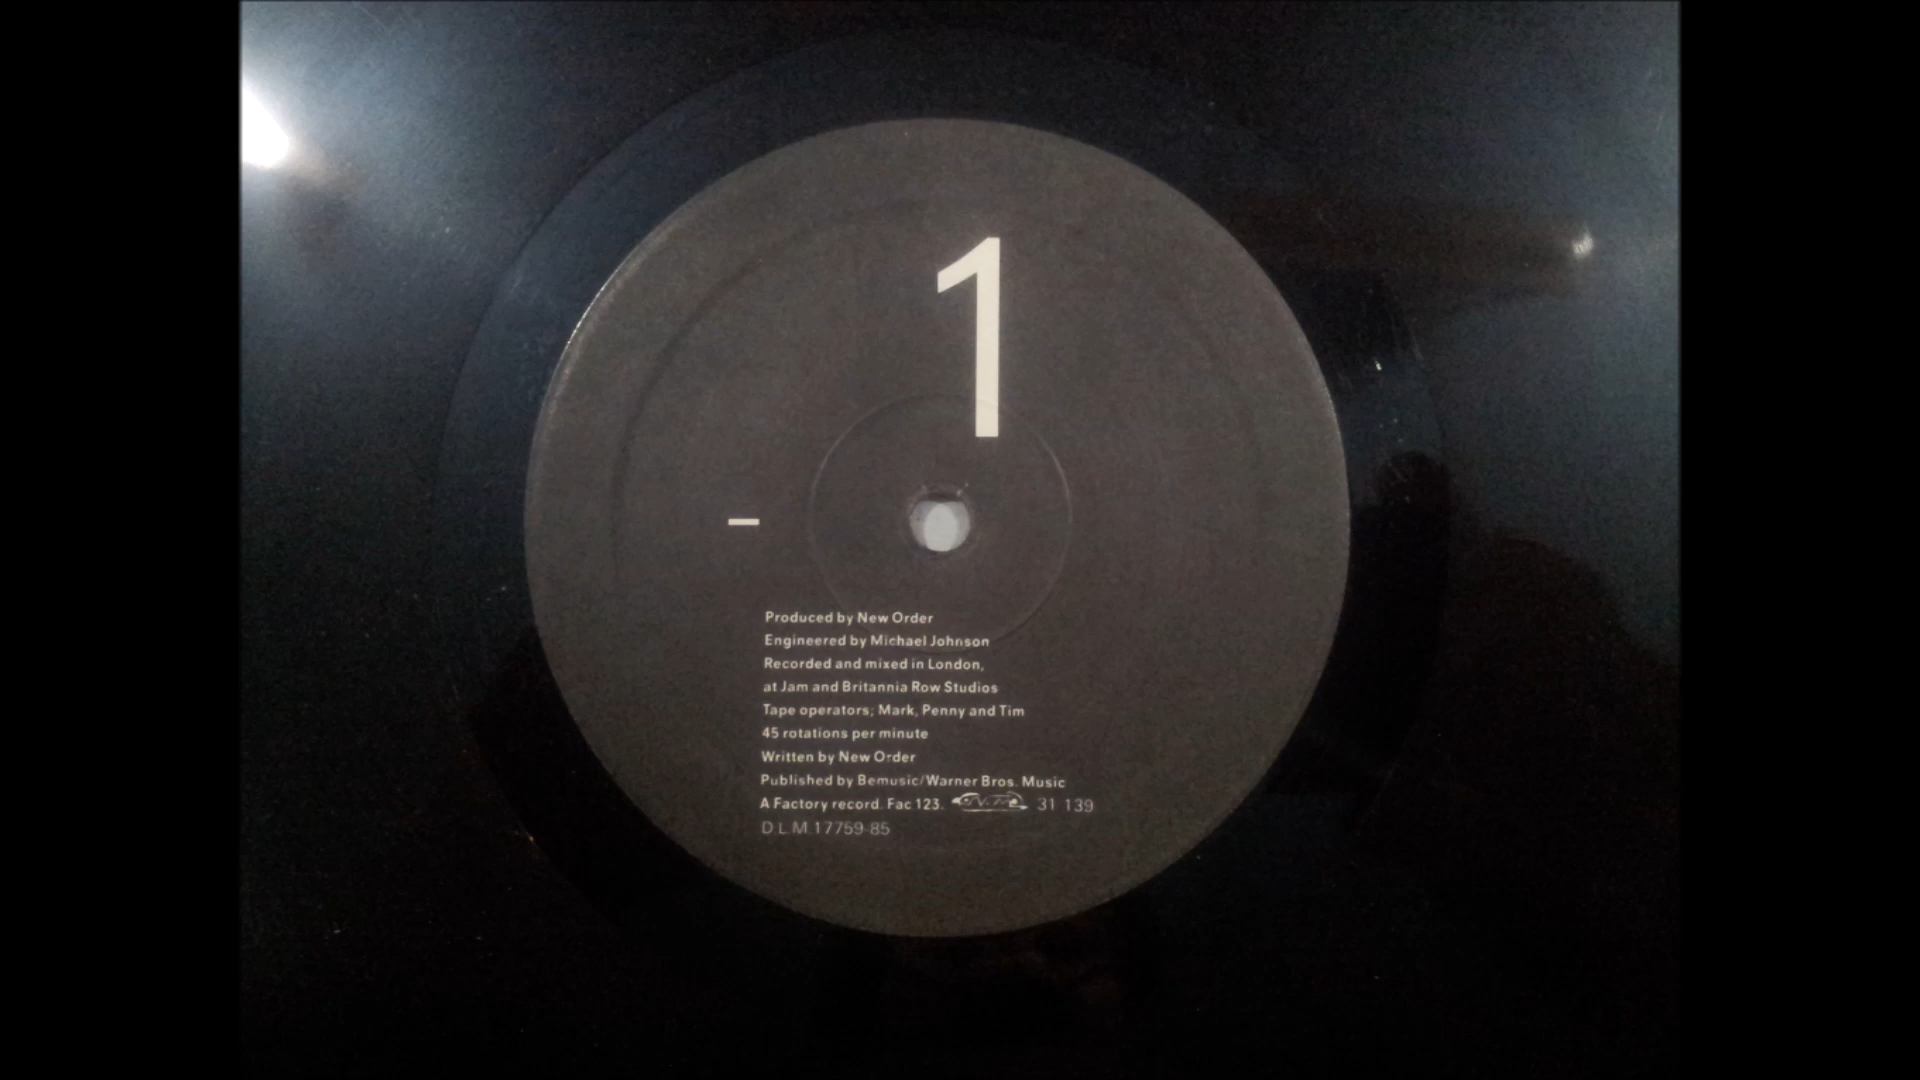 1
–
Produced by New Order
Engineered by Michael Johnson
Recorded and mixed in London,
at Jam and Britannia Row Studios
Tape operators; Mark, Penny and Tim
45 rotations per minute
Written by New Order
Published by Bemusic/Warner Bros. Music
A Factory record. Fac 123. 31 139
D.L.M. 17759-85